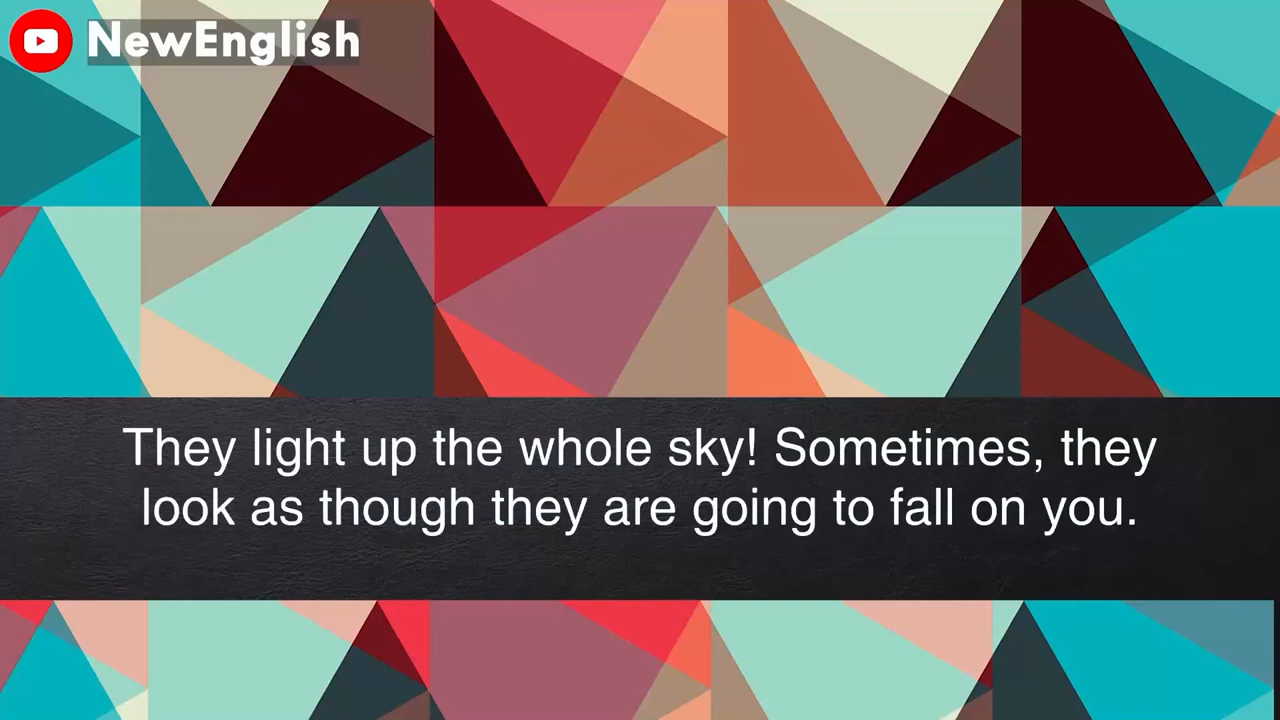 NewEnglish
They light up the whole sky! Sometimes, they
look as though they are going to fall on you.